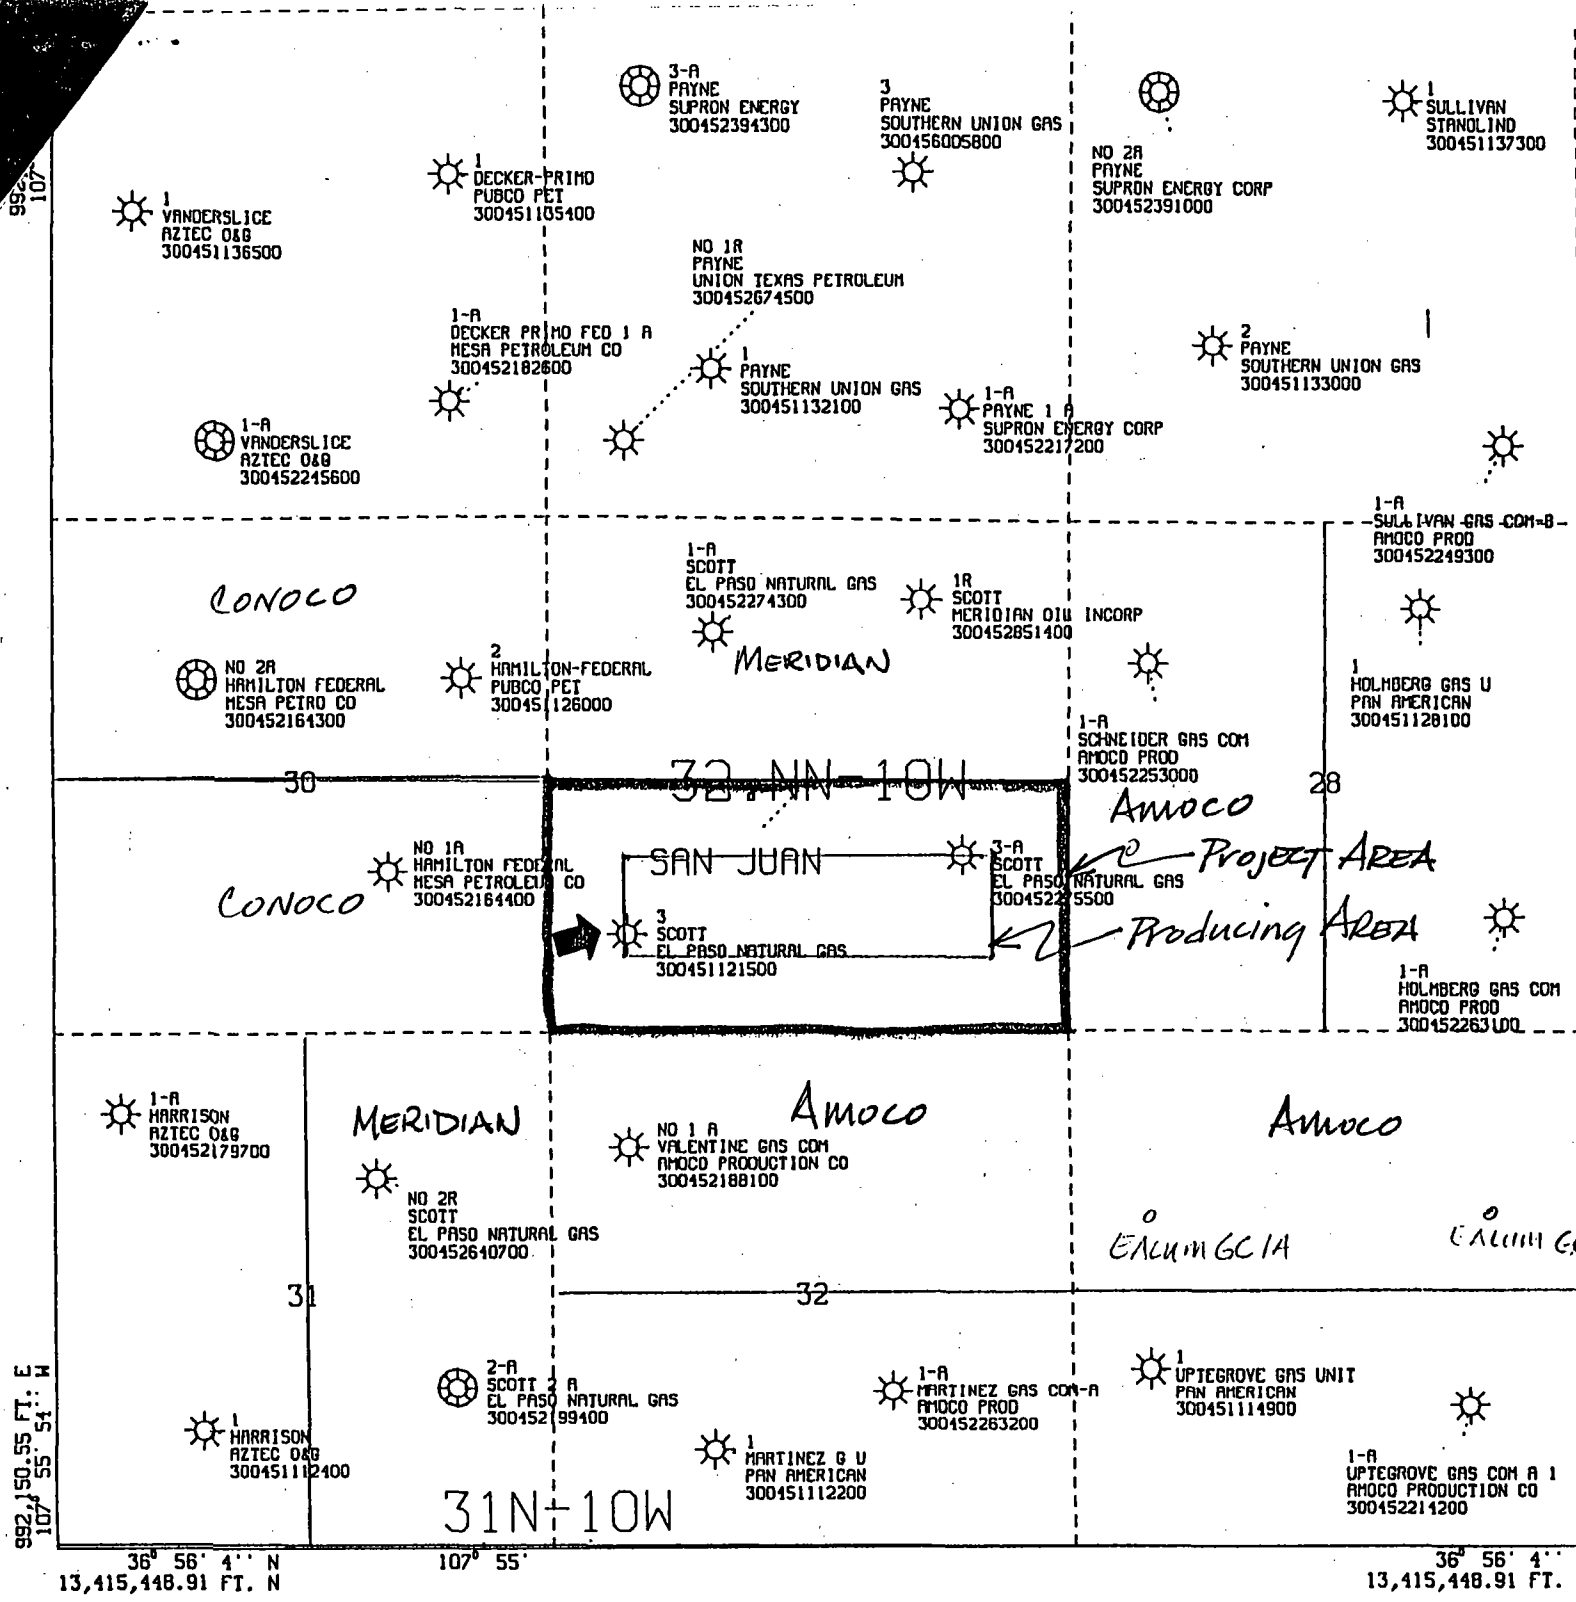 3-A
PAYNE
SUPRON ENERGY
300452394300
3
PAYNE
SOUTHERN UNION GAS
300456005800
NO 2A
PAYNE
SUPRON ENERGY CORP
300452391000
1
SULLIVAN
STANOLIND
300451137300
107°
1
VANDERSLICE
AZTEC O&G
300451136500
1
DECKER-PRIMO
PUBCO PET
300451105400
NO 1R
PAYNE
UNION TEXAS PETROLEUM
300452674500
1-A
DECKER PRIMO FED 1 A
MESA PETROLEUM CO
300452182600
1
PAYNE
SOUTHERN UNION GAS
300451132100
2
PAYNE
SOUTHERN UNION GAS
300451133000
1-A
PAYNE 1 A
SUPRON ENERGY CORP
300452217200
1-A
VANDERSLICE
AZTEC O&G
300452245600
1-A
SULLIVAN GAS COM-B
AMOCO PROD
300452249300
CONOCO
1-A
SCOTT
EL PASO NATURAL GAS
300452274300
1R
SCOTT
MERIDIAN OIL INCORP
300452851400
MERIDIAN
NO 2A
HAMILTON FEDERAL
MESA PETRO CO
300452164300
2
HAMILTON-FEDERAL
PUBCO PET
300451126000
1
HOLMBERG GAS U
PAN AMERICAN
300451128100
1-A
SCHNEIDER GAS COM
AMOCO PROD
300452253000
30
28
AMOCO
PROJECT AREA
SAN JUAN
NO 1A
HAMILTON FEDERAL
MESA PETROLEUM CO
300452164400
3-A
SCOTT
EL PASO NATURAL GAS
300452275500
CONOCO
3
SCOTT
EL PASO NATURAL GAS
300451121500
Producing AREA
1-A
HOLMBERG GAS COM
AMOCO PROD
300452263100
1-A
HARRISON
AZTEC O&G
300452179700
MERIDIAN
AMOCO
AMOCO
NO 1 A
VALENTINE GAS COM
AMOCO PRODUCTION CO
300452188100
NO 2R
SCOTT
EL PASO NATURAL GAS
300452640700
31
32
2-A
SCOTT 2 A
EL PASO NATURAL GAS
300452199400
1-A
MARTINEZ GAS COM-A
AMOCO PROD
300452263200
1
UPTEGROVE GAS UNIT
PAN AMERICAN
300451114900
1
HARRISON
AZTEC O&G
300451112400
1
MARTINEZ G U
PAN AMERICAN
300451112200
1-A
UPTEGROVE GAS COM A 1
AMOCO PRODUCTION CO
300452214200
31N-10W
992,150.55 FT. E
107° 55' 54'' W
36° 56' 4'' N
13,415,448.91 FT. N
107° 55'
36° 56' 4''
13,415,448.91 FT.